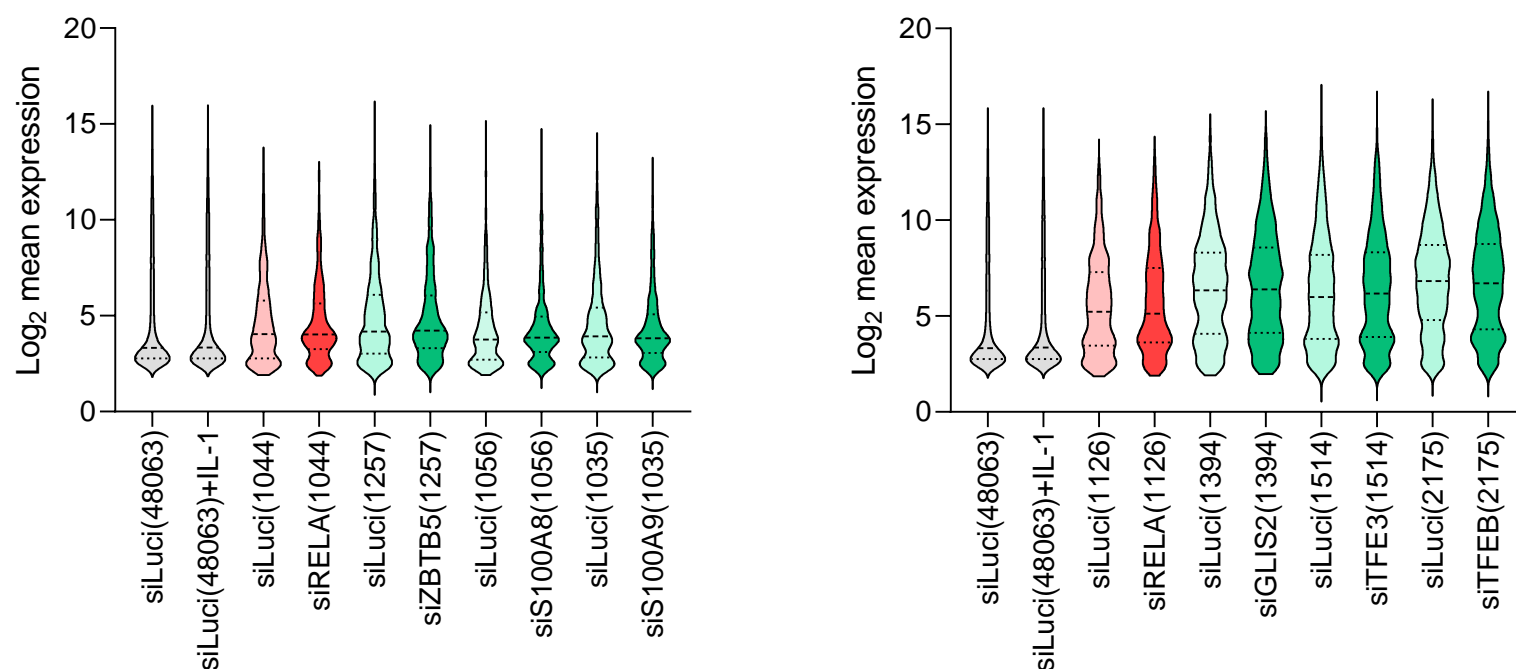 Log2 mean expression
20
15
10
5
0
siLuci(48063)
siLuci(48063)+IL-1
siLuci(1044)
siRELA(1044)
siLuci(1257)
siZBTB5(1257)
siLuci(1056)
siS100A8(1056)
siLuci(1035)
siS100A9(1035)
Log2 mean expression
20
15
10
5
0
siLuci(48063)
siLuci(48063)+IL-1
siLuci(1126)
siRELA(1126)
siLuci(1394)
siGLIS2(1394)
siLuci(1514)
siTFE3(1514)
siLuci(2175)
siTFEB(2175)